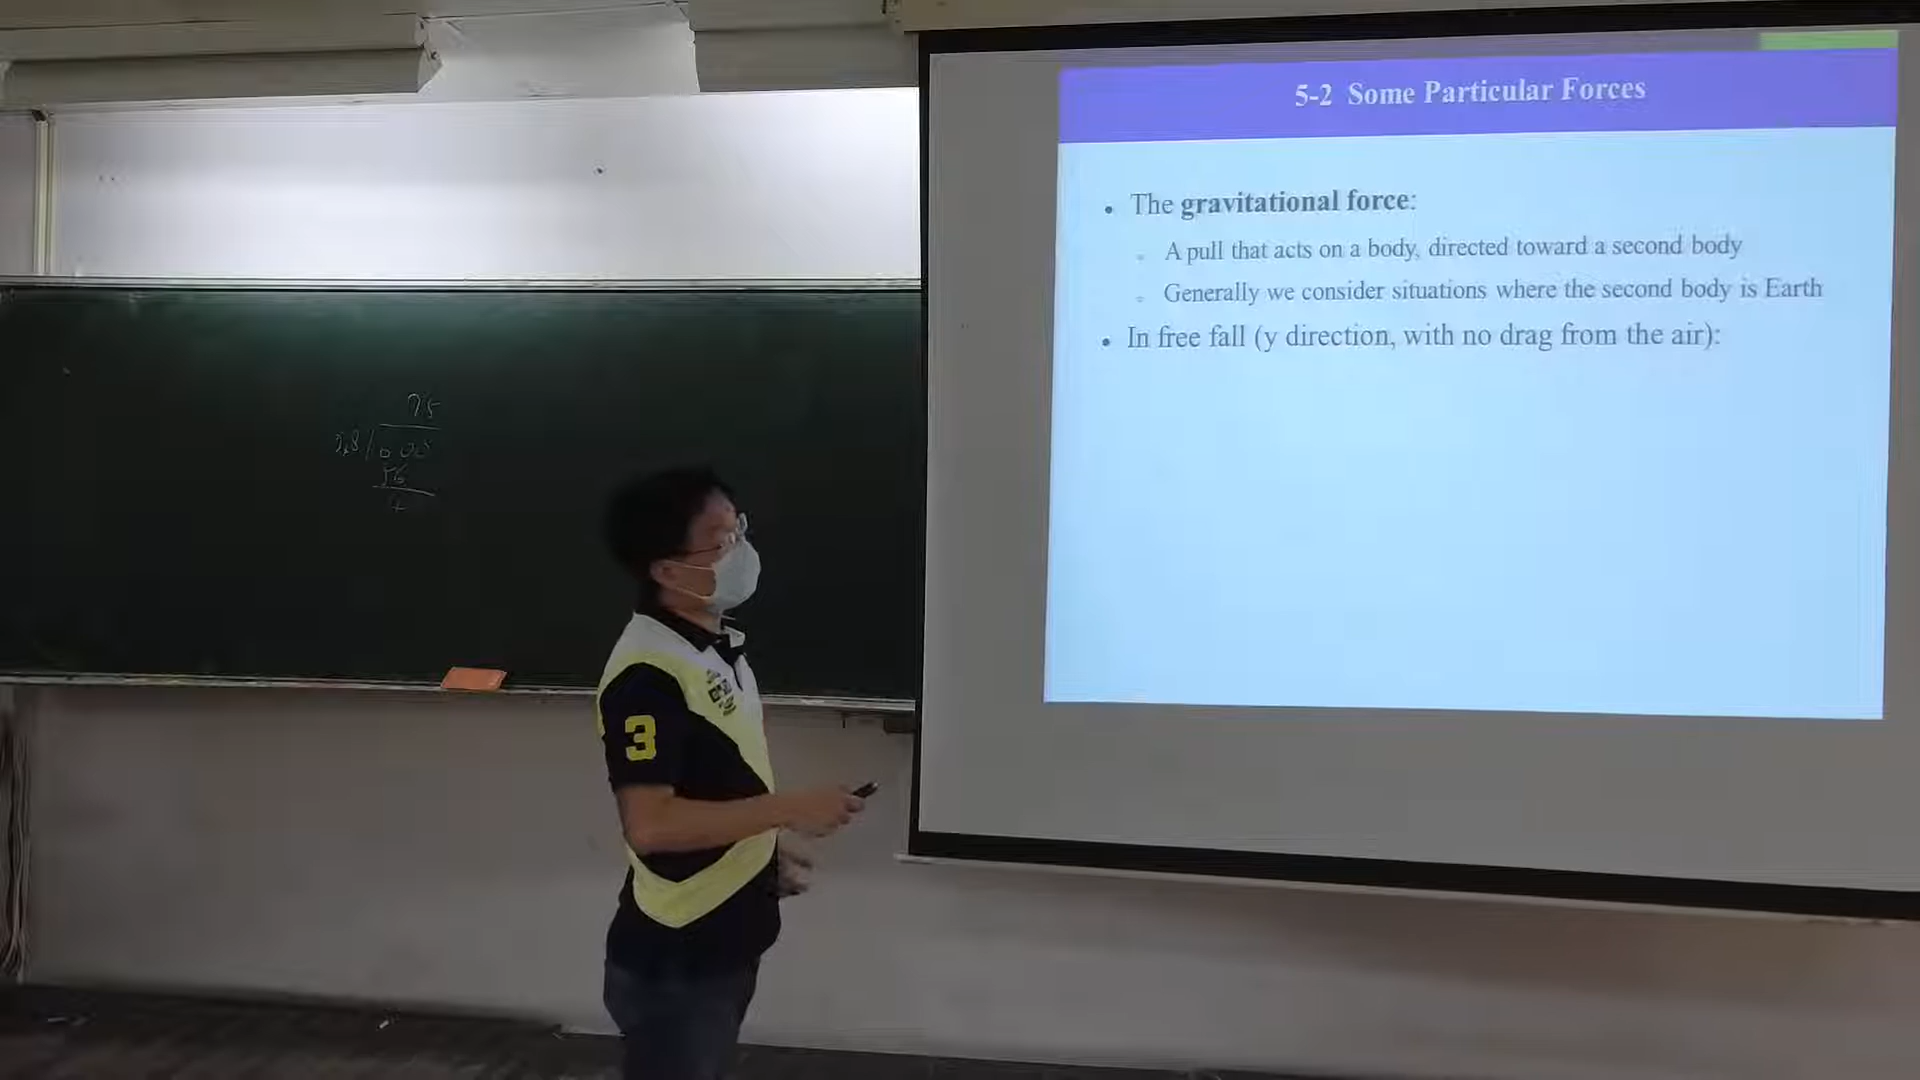 5-2 Some Particular Forces
• The gravitational force:
A pull that acts on a body, directed toward a second body
Generally we consider situations where the second body is Earth
• In free fall (y direction, with no drag from the air):
3